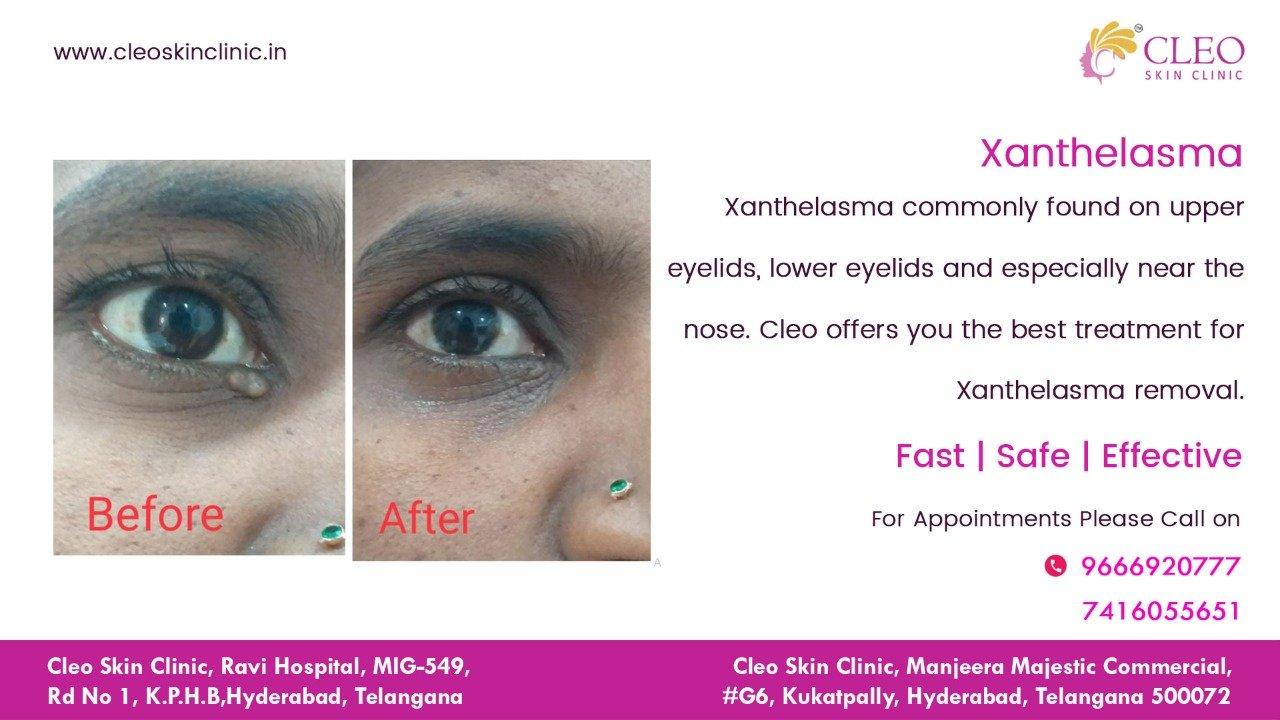 www.cleoskinclinic.in
CLEO
SKIN CLINIC
Xanthelasma
Xanthelasma commonly found on upper
eyelids, lower eyelids and especially near the
nose. Cleo offers you the best treatment for
Xanthelasma removal.
Fast | Safe | Effective
For Appointments Please Call on
9666920777
7416055651
Before
After
A
Cleo Skin Clinic, Ravi Hospital, MIG-549,
Rd No 1, K.P.H.B,Hyderabad, Telangana
Cleo Skin Clinic, Manjeera Majestic Commercial,
#G6, Kukatpally, Hyderabad, Telangana 500072